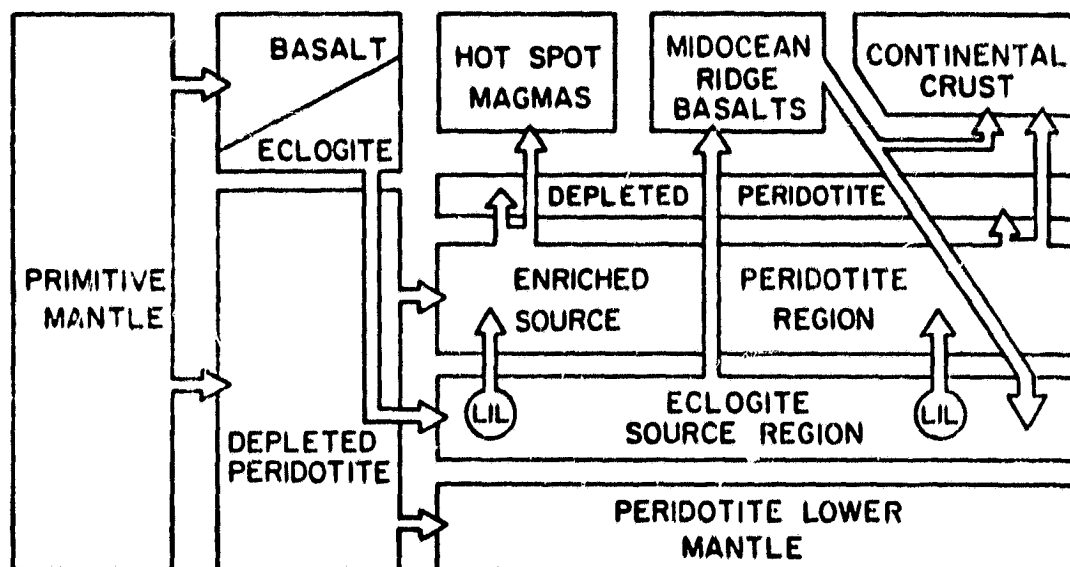 PRIMITIVE
MANTLE
BASALT
ECLOGITE
DEPLETED
PERIDOTITE
HOT SPOT
MAGMAS
MIDOCEAN
RIDGE
BASALTS
CONTINENTAL
CRUST
DEPLETED PERIDOTITE
ENRICHED PERIDOTITE
SOURCE REGION
LIL
LIL
ECLOGITE
SOURCE REGION
PERIDOTITE LOWER
MANTLE